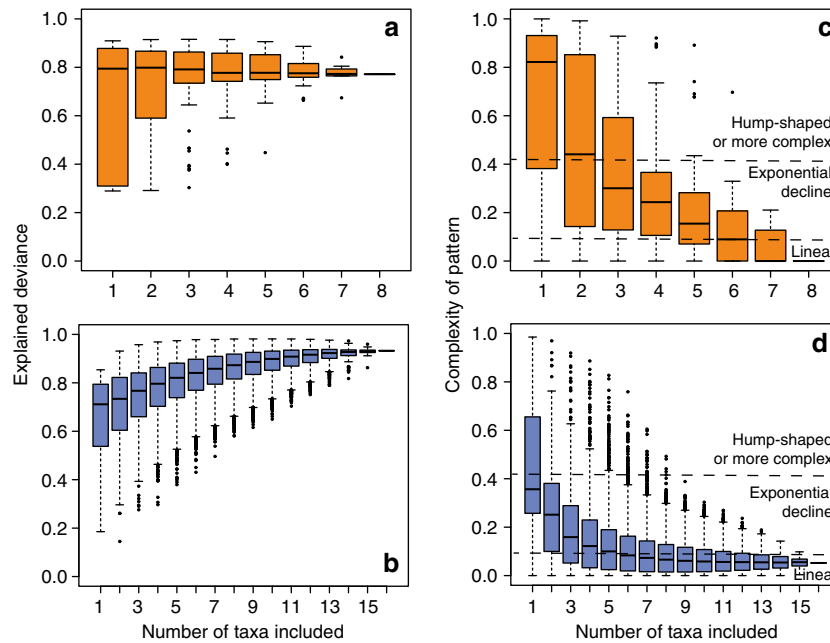 a
1.0
0.8
0.6
0.4
0.2
0.0
1 2 3 4 5 6 7 8
c
1.0
0.8
0.6
0.4
0.2
0.0
Hump-shaped
or more complex
Exponential
decline
Linea
1 2 3 4 5 6 7 8
Explained deviance
Complexity of pattern
b
1.0
0.8
0.6
0.4
0.2
0.0
1 3 5 7 9 11 13 15
Number of taxa included
d
1.0
0.8
0.6
0.4
0.2
0.0
Hump-shaped
or more complex
Exponential
decline
Linea
1 3 5 7 9 11 13 15
Number of taxa included